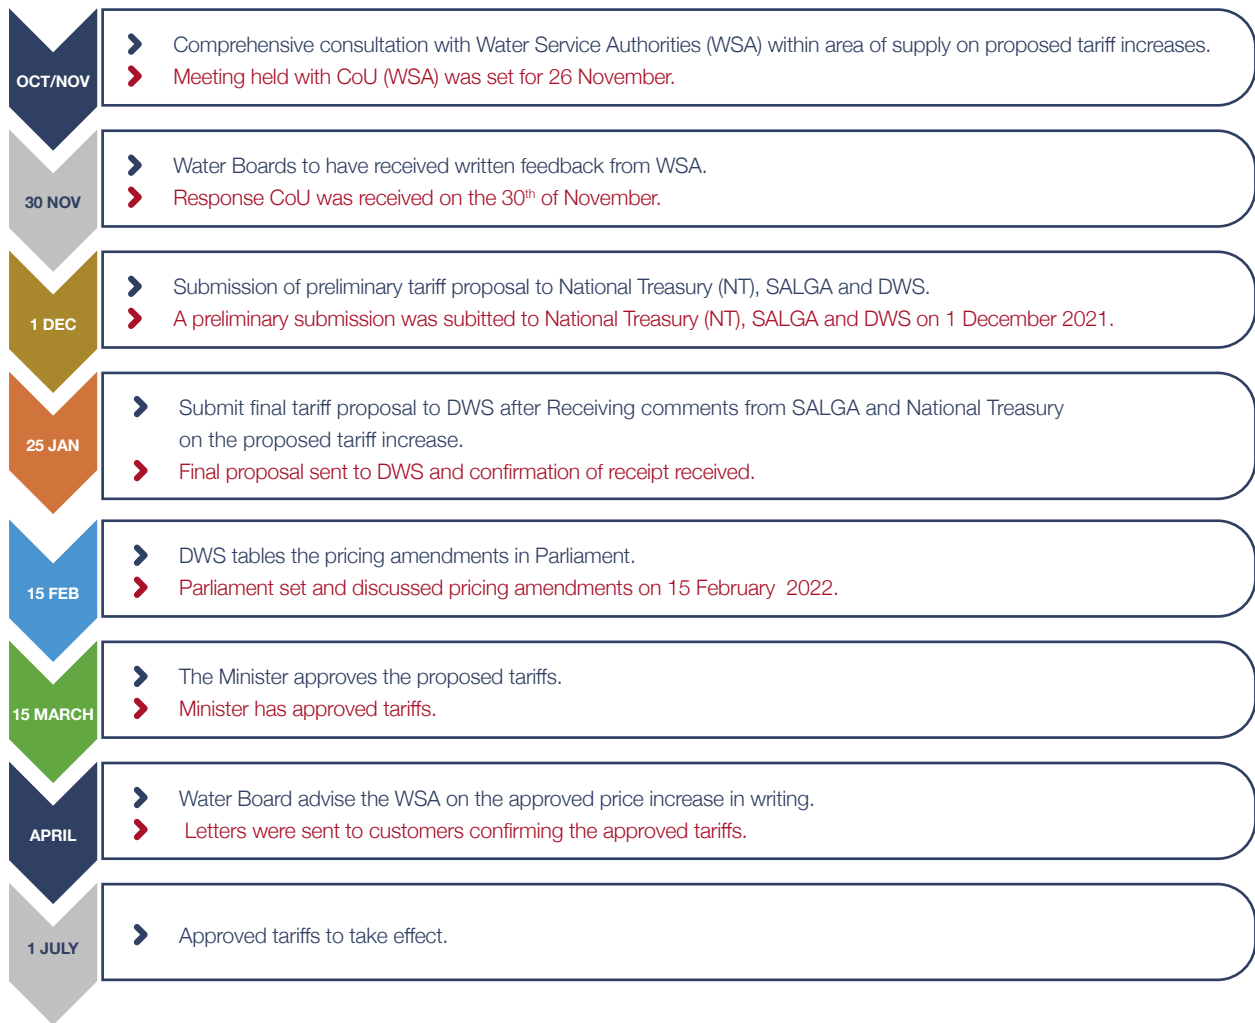 OCT/NOV
Comprehensive consultation with Water Service Authorities (WSA) within area of supply on proposed tariff increases.
Meeting held with CoU (WSA) was set for 26 November.
30 NOV
Water Boards to have received written feedback from WSA.
Response CoU was received on the 30th of November.
1 DEC
Submission of preliminary tariff proposal to National Treasury (NT), SALGA and DWS.
A preliminary submission was subitted to National Treasury (NT), SALGA and DWS on 1 December 2021.
25 JAN
Submit final tariff proposal to DWS after Receiving comments from SALGA and National Treasury
on the proposed tariff increase.
Final proposal sent to DWS and confirmation of receipt received.
15 FEB
DWS tables the pricing amendments in Parliament.
Parliament set and discussed pricing amendments on 15 February 2022.
15 MARCH
The Minister approves the proposed tariffs.
Minister has approved tariffs.
APRIL
Water Board advise the WSA on the approved price increase in writing.
Letters were sent to customers confirming the approved tariffs.
1 JULY
Approved tariffs to take effect.